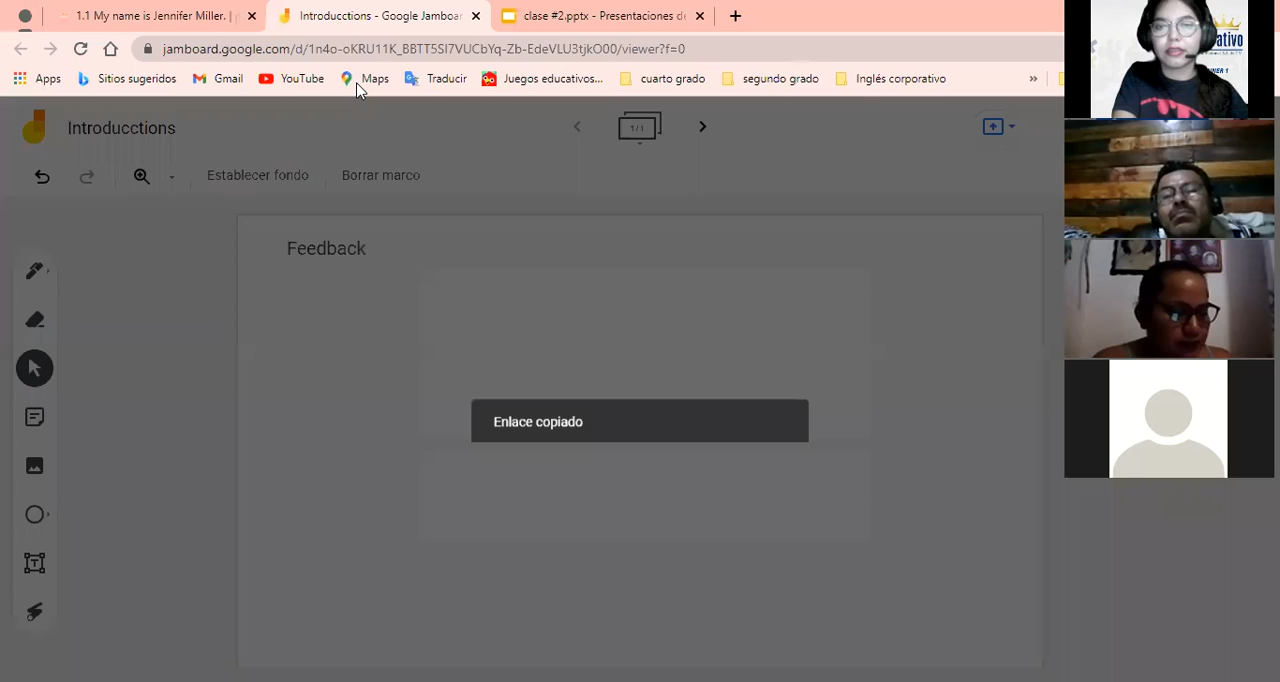 1.1 My name is Jennifer Miller. |
Introducctions - Google Jamboar
clase #2.pptx - Presentaciones de
jamboard.google.com/d/1n4o-oKRU11K_BBTT5SI7VUCbYq-Zb-EdeVLU3tjkO00/viewer?f=0
Apps
Sitios sugeridos
Gmail
YouTube
Maps
Traducir
Juegos educativos...
cuarto grado
segundo grado
Inglés corporativo
»
Introducctions
1/1
Establecer fondo
Borrar marco
Feedback
Enlace copiado